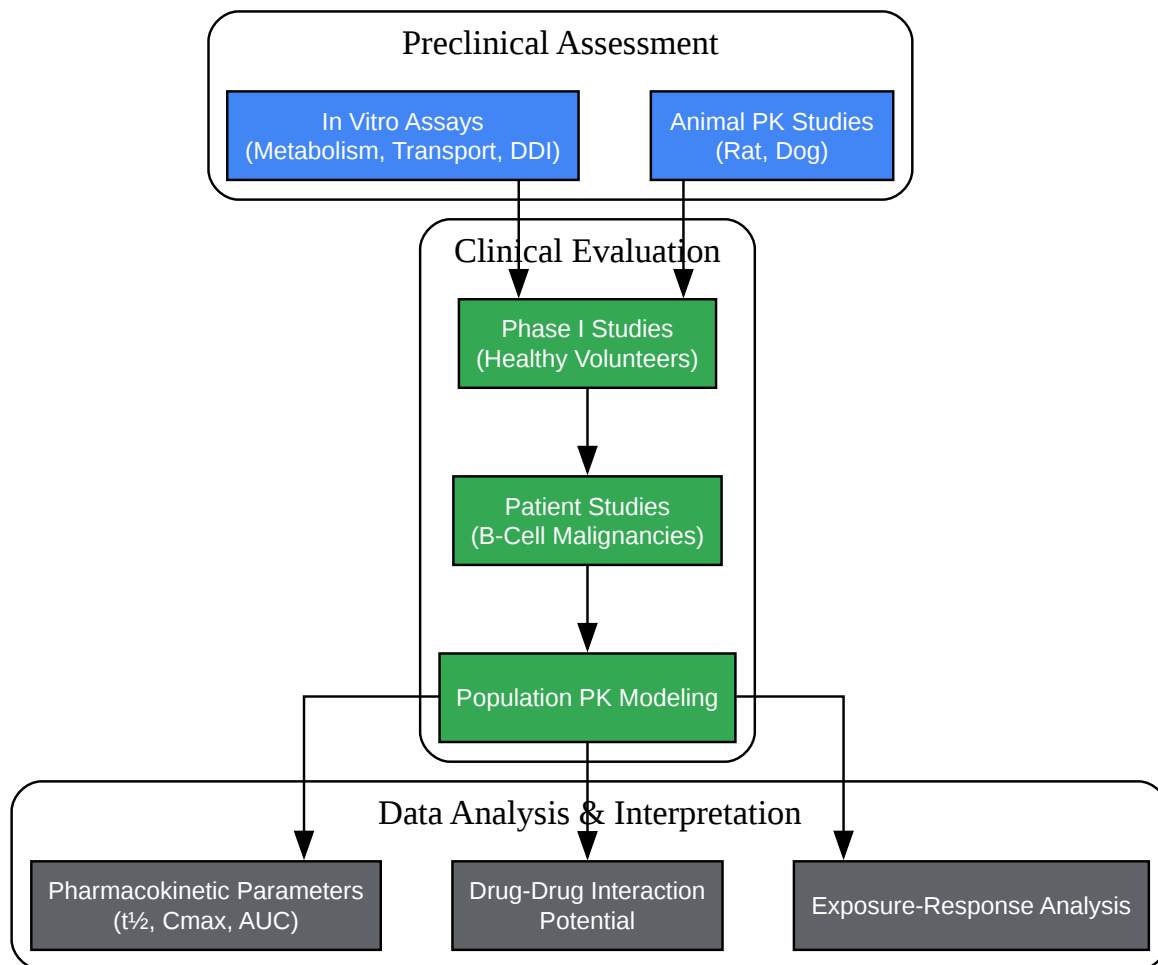 Preclinical Assessment
In Vitro Assays
(Metabolism, Transport, DDI)
Animal PK Studies
(Rat, Dog)
Clinical Evaluation
Phase I Studies
(Healthy Volunteers)
Patient Studies
(B-Cell Malignancies)
Population PK Modeling
Data Analysis & Interpretation
Pharmacokinetic Parameters
(t½, Cmax, AUC)
Drug-Drug Interaction
Potential
Exposure-Response Analysis